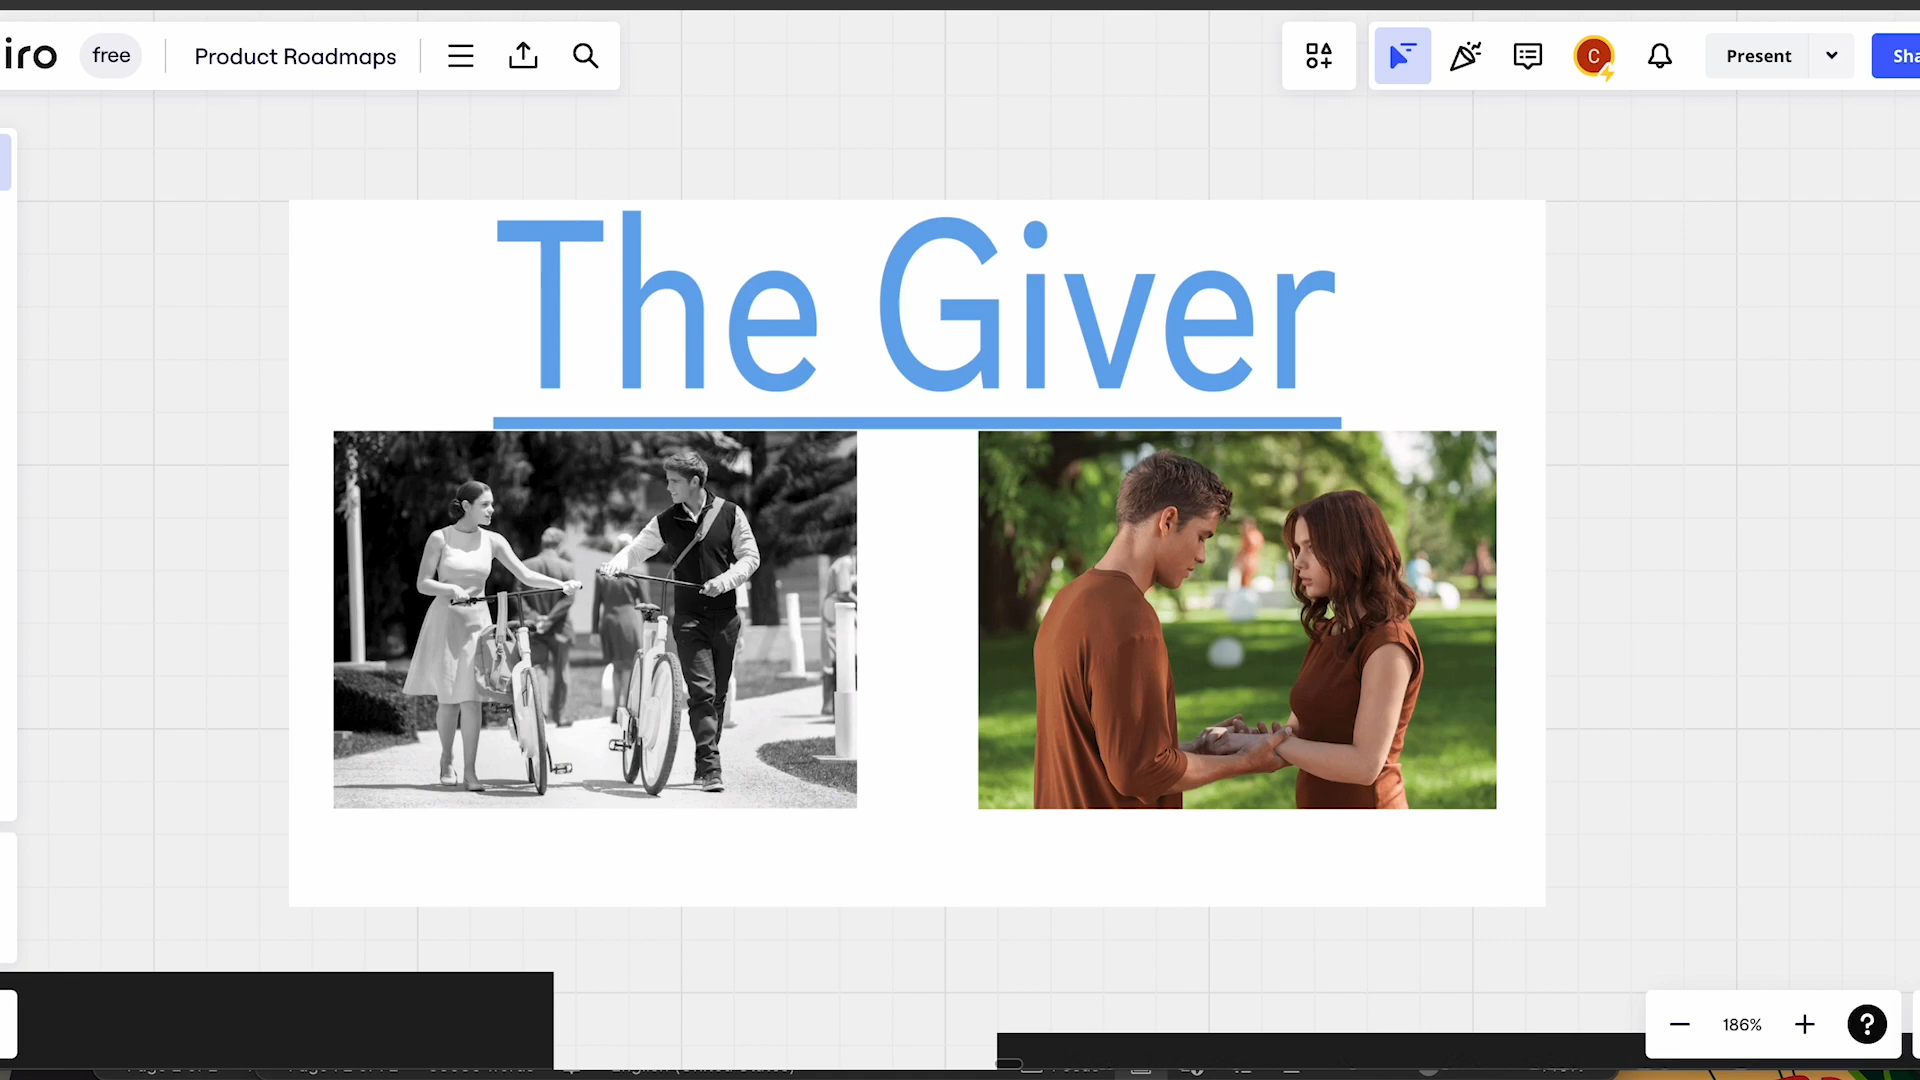 iro
free
Product Roadmaps
C
Present
Sha
The Giver
186%
?